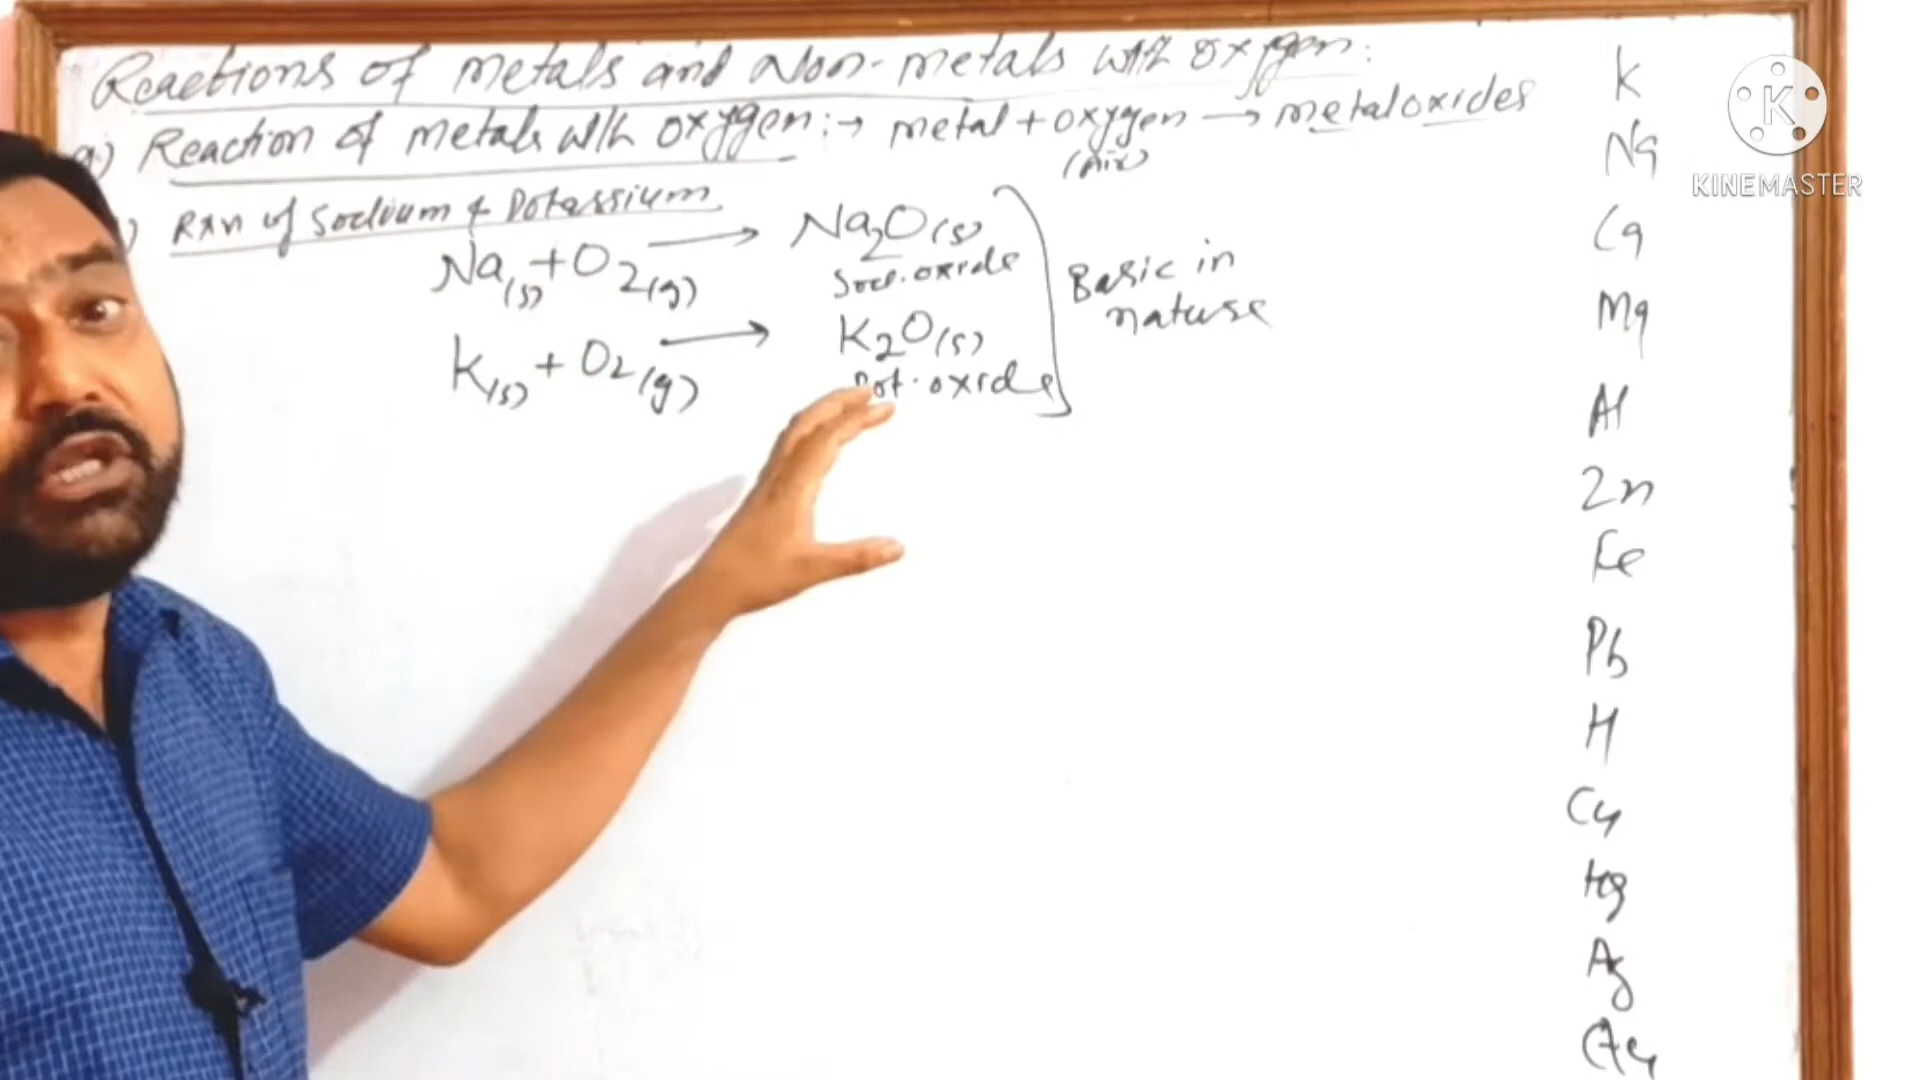 Reactions of metals and Non-metals with oxygen:
a) Reaction of metals with oxygen:→ metal + oxygen → metaloxides
(Air)
) Rxn of Sodium & Potassium
Na(s) + O2(g) → Na2O(s)
Sod. oxide
K(s) + O2(g) → K2O(s)
Pot. oxide
Basic in
nature
K
Na
Ca
Mg
Al
Zn
Fe
Pb
H
Cu
Hg
Ag
Au
K
KINEMASTER